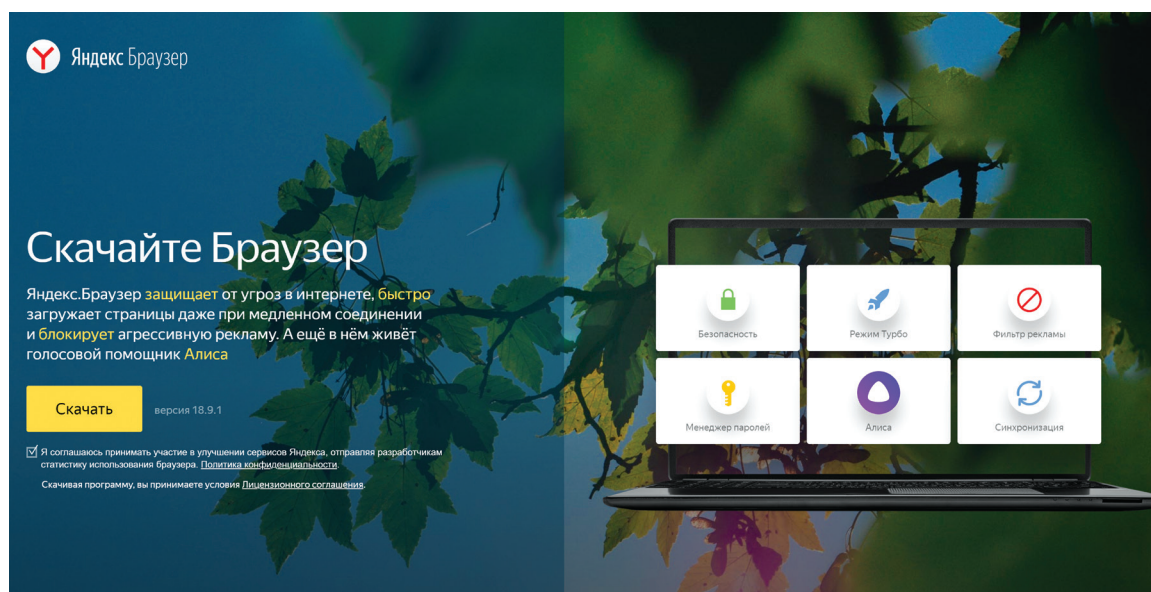 Яндекс Браузер
Скачайте Браузер
Яндекс.Браузер защищает от угроз в интернете, быстро
загружает страницы даже при медленном соединении
и блокирует агрессивную рекламу. А ещё в нём живёт
голосовой помощник Алиса
Скачать
версия 18.9.1
Я соглашаюсь принимать участие в улучшении сервисов Яндекса, отправляя разработчикам
статистику использования браузера. Политика конфиденциальности.
Скачивая программу, вы принимаете условия Лицензионного соглашения.
Безопасность
Режим Турбо
Фильтр рекламы
Менеджер паролей
Алиса
Синхронизация